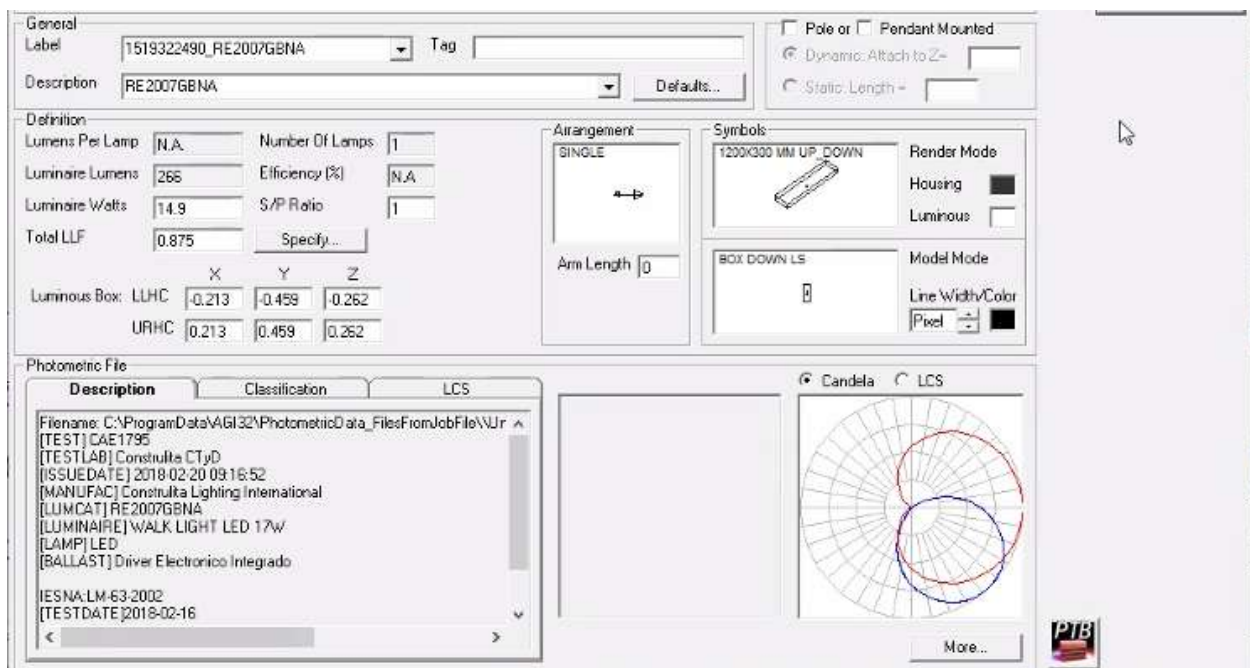 General
Label 1519322490_RE2007GBNA Tag
Pole or Pendant Mounted
Dynamic: Attach to Z=
Description RE2007GBNA Defaults...
Static: Length =
Definition
Lumens Per Lamp N.A. Number Of Lamps 1
Luminaire Lumens 266 Efficiency (%) N.A
Luminaire Watts 14.9 S/P Ratio 1
Total LLF 0.875 Specify...
X Y Z
Luminous Box: LLHC -0.213 -0.459 -0.262
URHC 0.213 0.459 0.262
Arrangement
SINGLE
Arm Length 0
Symbols
1200X300 MM UP_DOWN Render Mode
Housing
Luminous
BOX DOWN LS Model Mode
Line Width/Color
Pixel
Photometric File
Description Classification LCS
Filename: C:\ProgramData\AGI32\PhotometricData_FilesFromJobFile\\Ur
[TEST] CAE1795
[TESTLAB] Construlita CTyD
[ISSUEDATE] 2018-02-20 09:16:52
[MANUFAC] Construlita Lighting International
[LUMCAT] RE2007GBNA
[LUMINAIRE] WALK LIGHT LED 17W
[LAMP] LED
[BALLAST] Driver Electronico Integrado
IESNA:LM-63-2002
[TESTDATE]2018-02-16
Candela LCS
More...
PTB